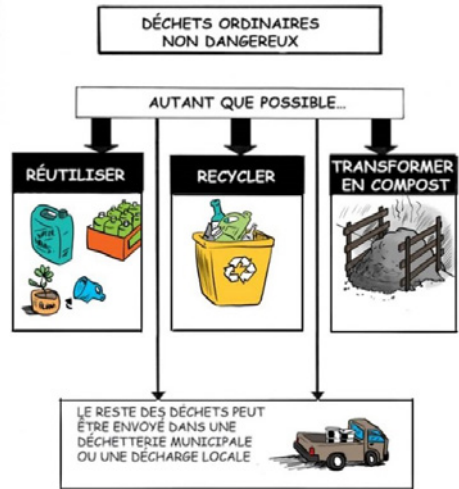 DÉCHETS ORDINAIRES
NON DANGEREUX
AUTANT QUE POSSIBLE...
RÉUTILISER
RECYCLER
TRANSFORMER
EN COMPOST
LE RESTE DES DÉCHETS PEUT
ÊTRE ENVOYÉ DANS UNE
DÉCHETTERIE MUNICIPALE
OU UNE DÉCHARGE LOCALE